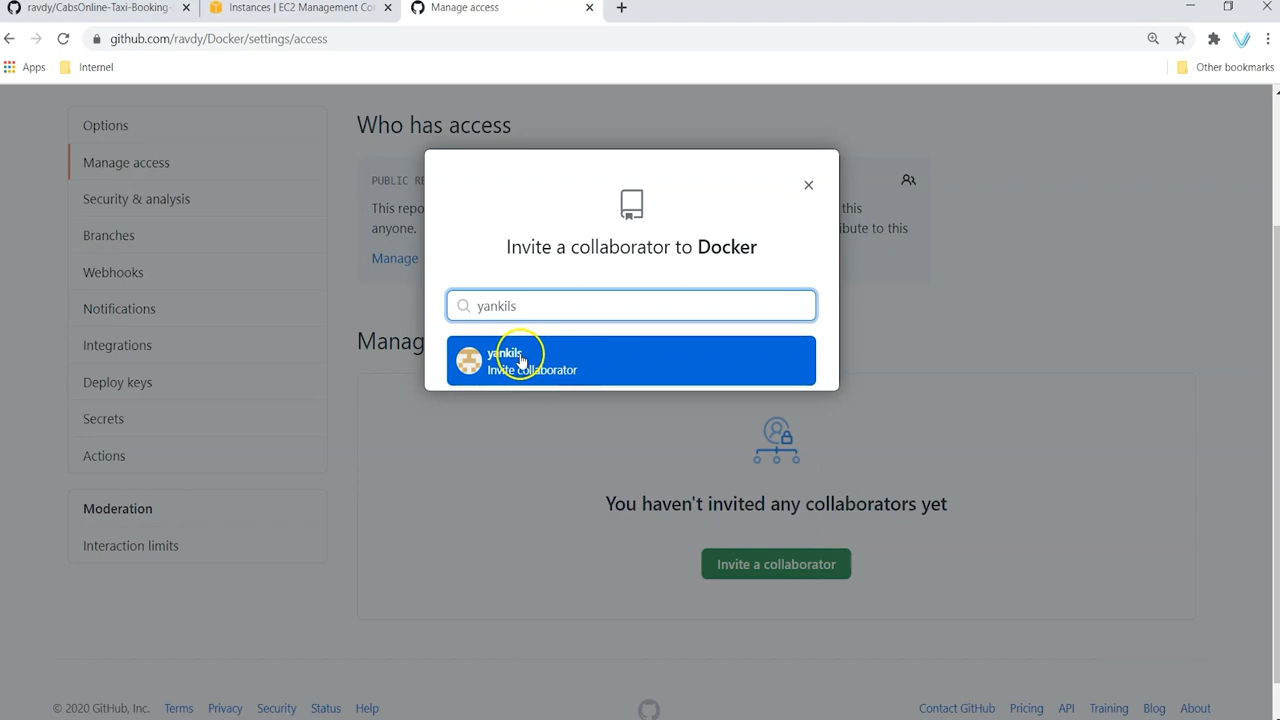 ravdy/CabsOnline-Taxi-Booking-
Instances | EC2 Management Co
Manage access
github.com/ravdy/Docker/settings/access
Apps
Internet
Other bookmarks
Options
Manage access
Security & analysis
Branches
Webhooks
Notifications
Integrations
Deploy keys
Secrets
Actions
Moderation
Interaction limits
Who has access
PUBLIC RE
This repo
anyone.
Manage
this
ibute to this
Invite a collaborator to Docker
yankils
yankils
Invite collaborator
Manag
You haven't invited any collaborators yet
Invite a collaborator
© 2020 GitHub, Inc.
Terms
Privacy
Security
Status
Help
Contact GitHub
Pricing
API
Training
Blog
About